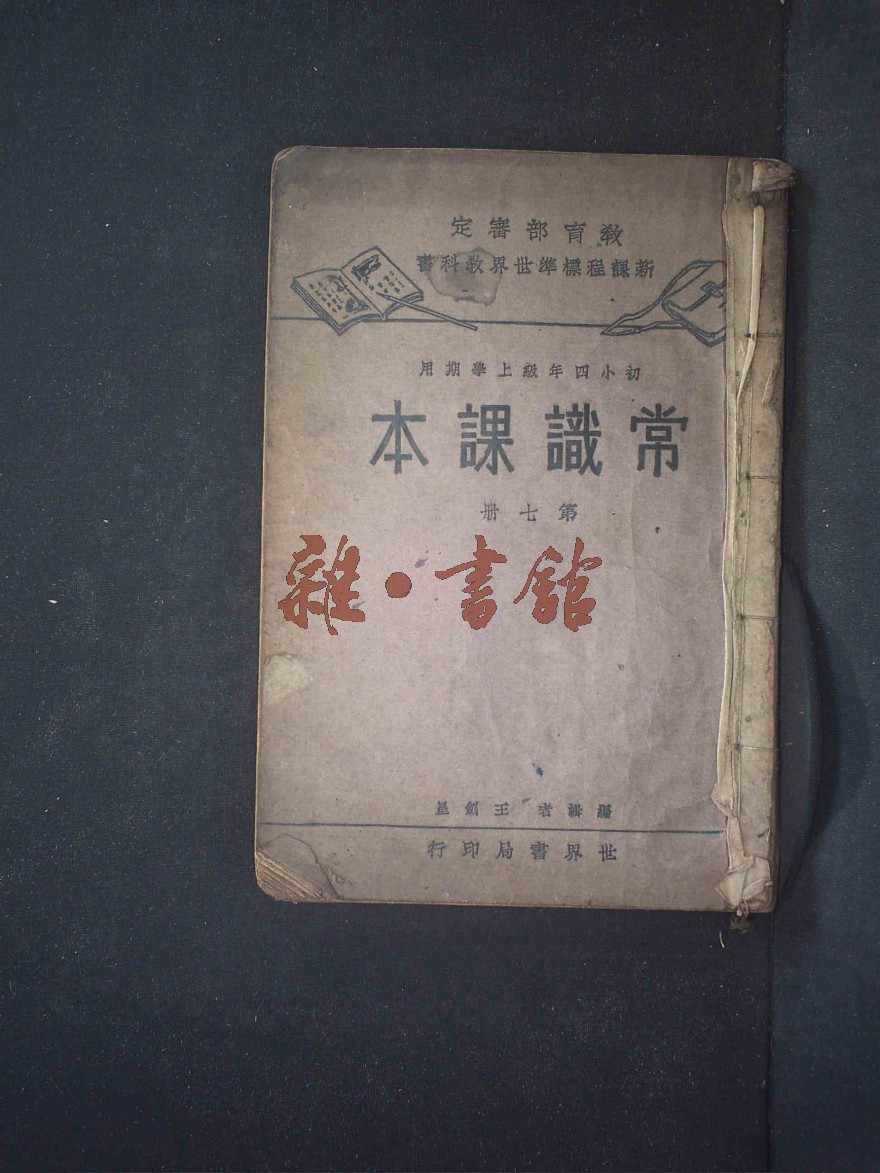 教育部審定
新課程標準世界教科書
初小四年級上學期用
常識課本
第七册
雜·書館
編輯者王劍星
世界書局印行